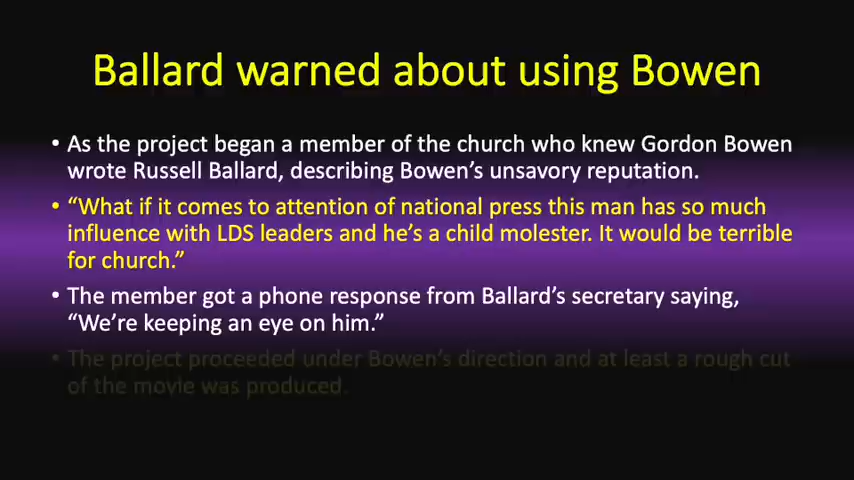 Ballard warned about using Bowen
• As the project began a member of the church who knew Gordon Bowen
wrote Russell Ballard, describing Bowen’s unsavory reputation.
• “What if it comes to attention of national press this man has so much
influence with LDS leaders and he’s a child molester. It would be terrible
for church.”
• The member got a phone response from Ballard’s secretary saying,
“We’re keeping an eye on him.”
• The project proceeded under Bowen’s direction and at least a rough cut
of the movie was produced.